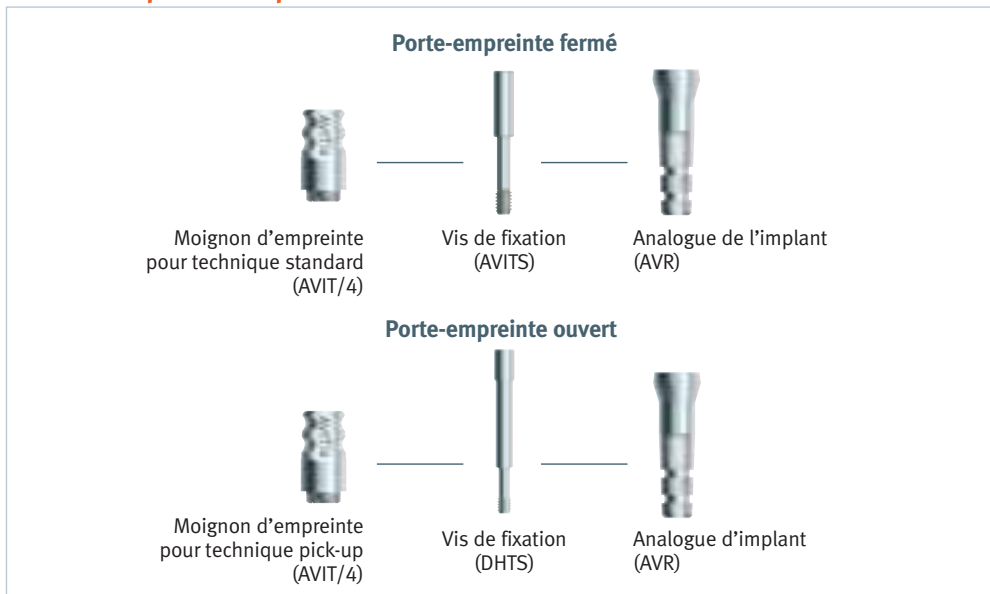 Porte-empreinte fermé
Moignon d'empreinte
pour technique standard
(AVIT/4)
Vis de fixation
(AVITS)
Analogue de l'implant
(AVR)
Porte-empreinte ouvert
Moignon d'empreinte
pour technique pick-up
(AVIT/4)
Vis de fixation
(DHTS)
Analogue d'implant
(AVR)